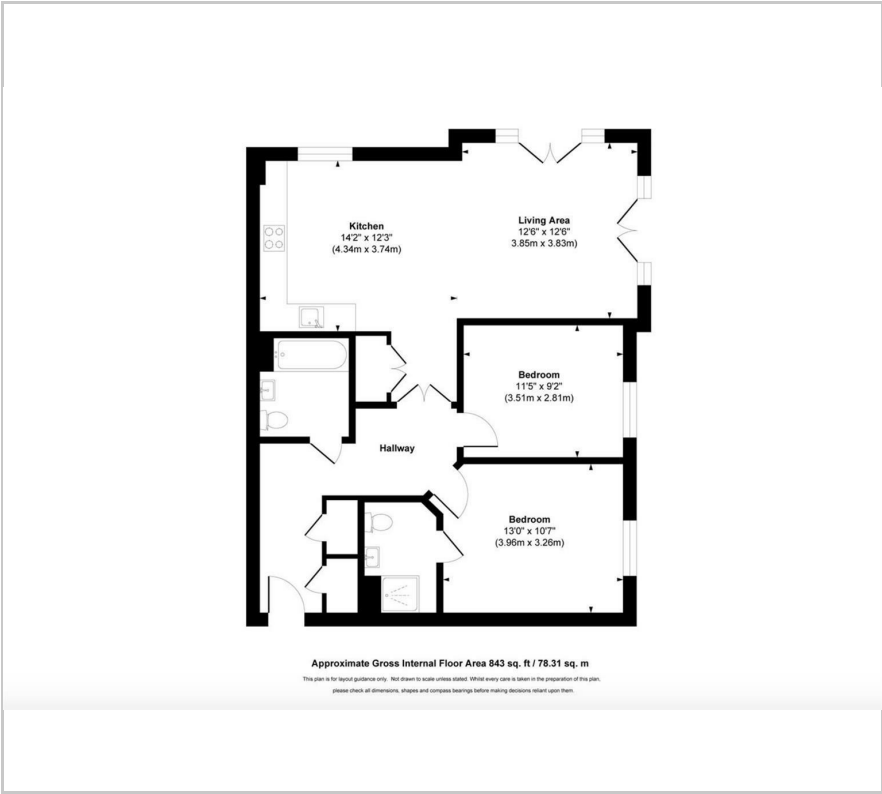 Kitchen
14'2" x 12'3"
(4.34m x 3.74m)
Living Area
12'6" x 12'6"
3.85m x 3.83m)
Bedroom
11'5" x 9'2"
(3.51m x 2.81m)
Hallway
Bedroom
13'0" x 10'7"
(3.96m x 3.26m)
Approximate Gross Internal Floor Area 843 sq. ft / 78.31 sq. m
This plan is for layout guidance only. Not drawn to scale unless stated. Whilst every care is taken in the preparation of this plan,
please check all dimensions, shapes and compass bearings before making decisions reliant upon them.